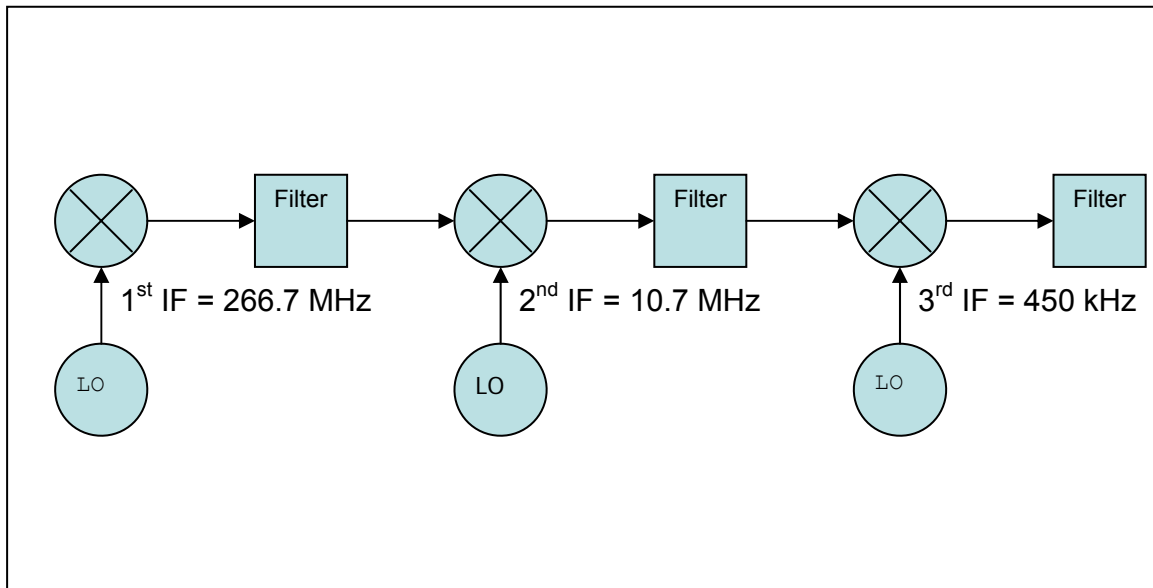 Filter
Filter
Filter
1st IF = 266.7 MHz
2nd IF = 10.7 MHz
3rd IF = 450 kHz
LO
LO
LO